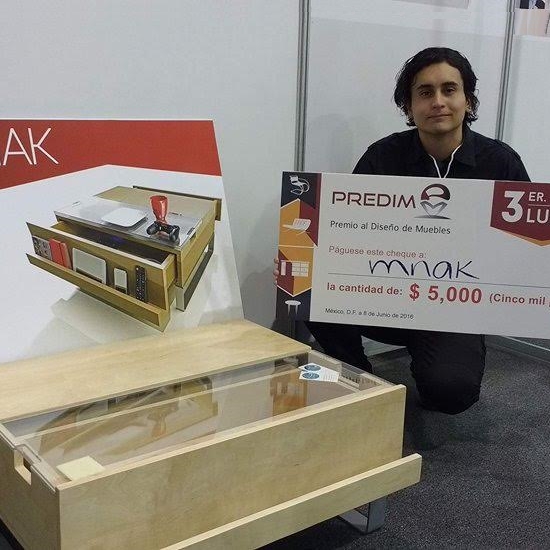 AK
PREDIM
Premio al Diseño de Muebles
3 ER.
LU
Páguese este cheque a:
mnak
la cantidad de: $ 5,000 (Cinco mil
México, D.F. a 8 de Junio de 2016